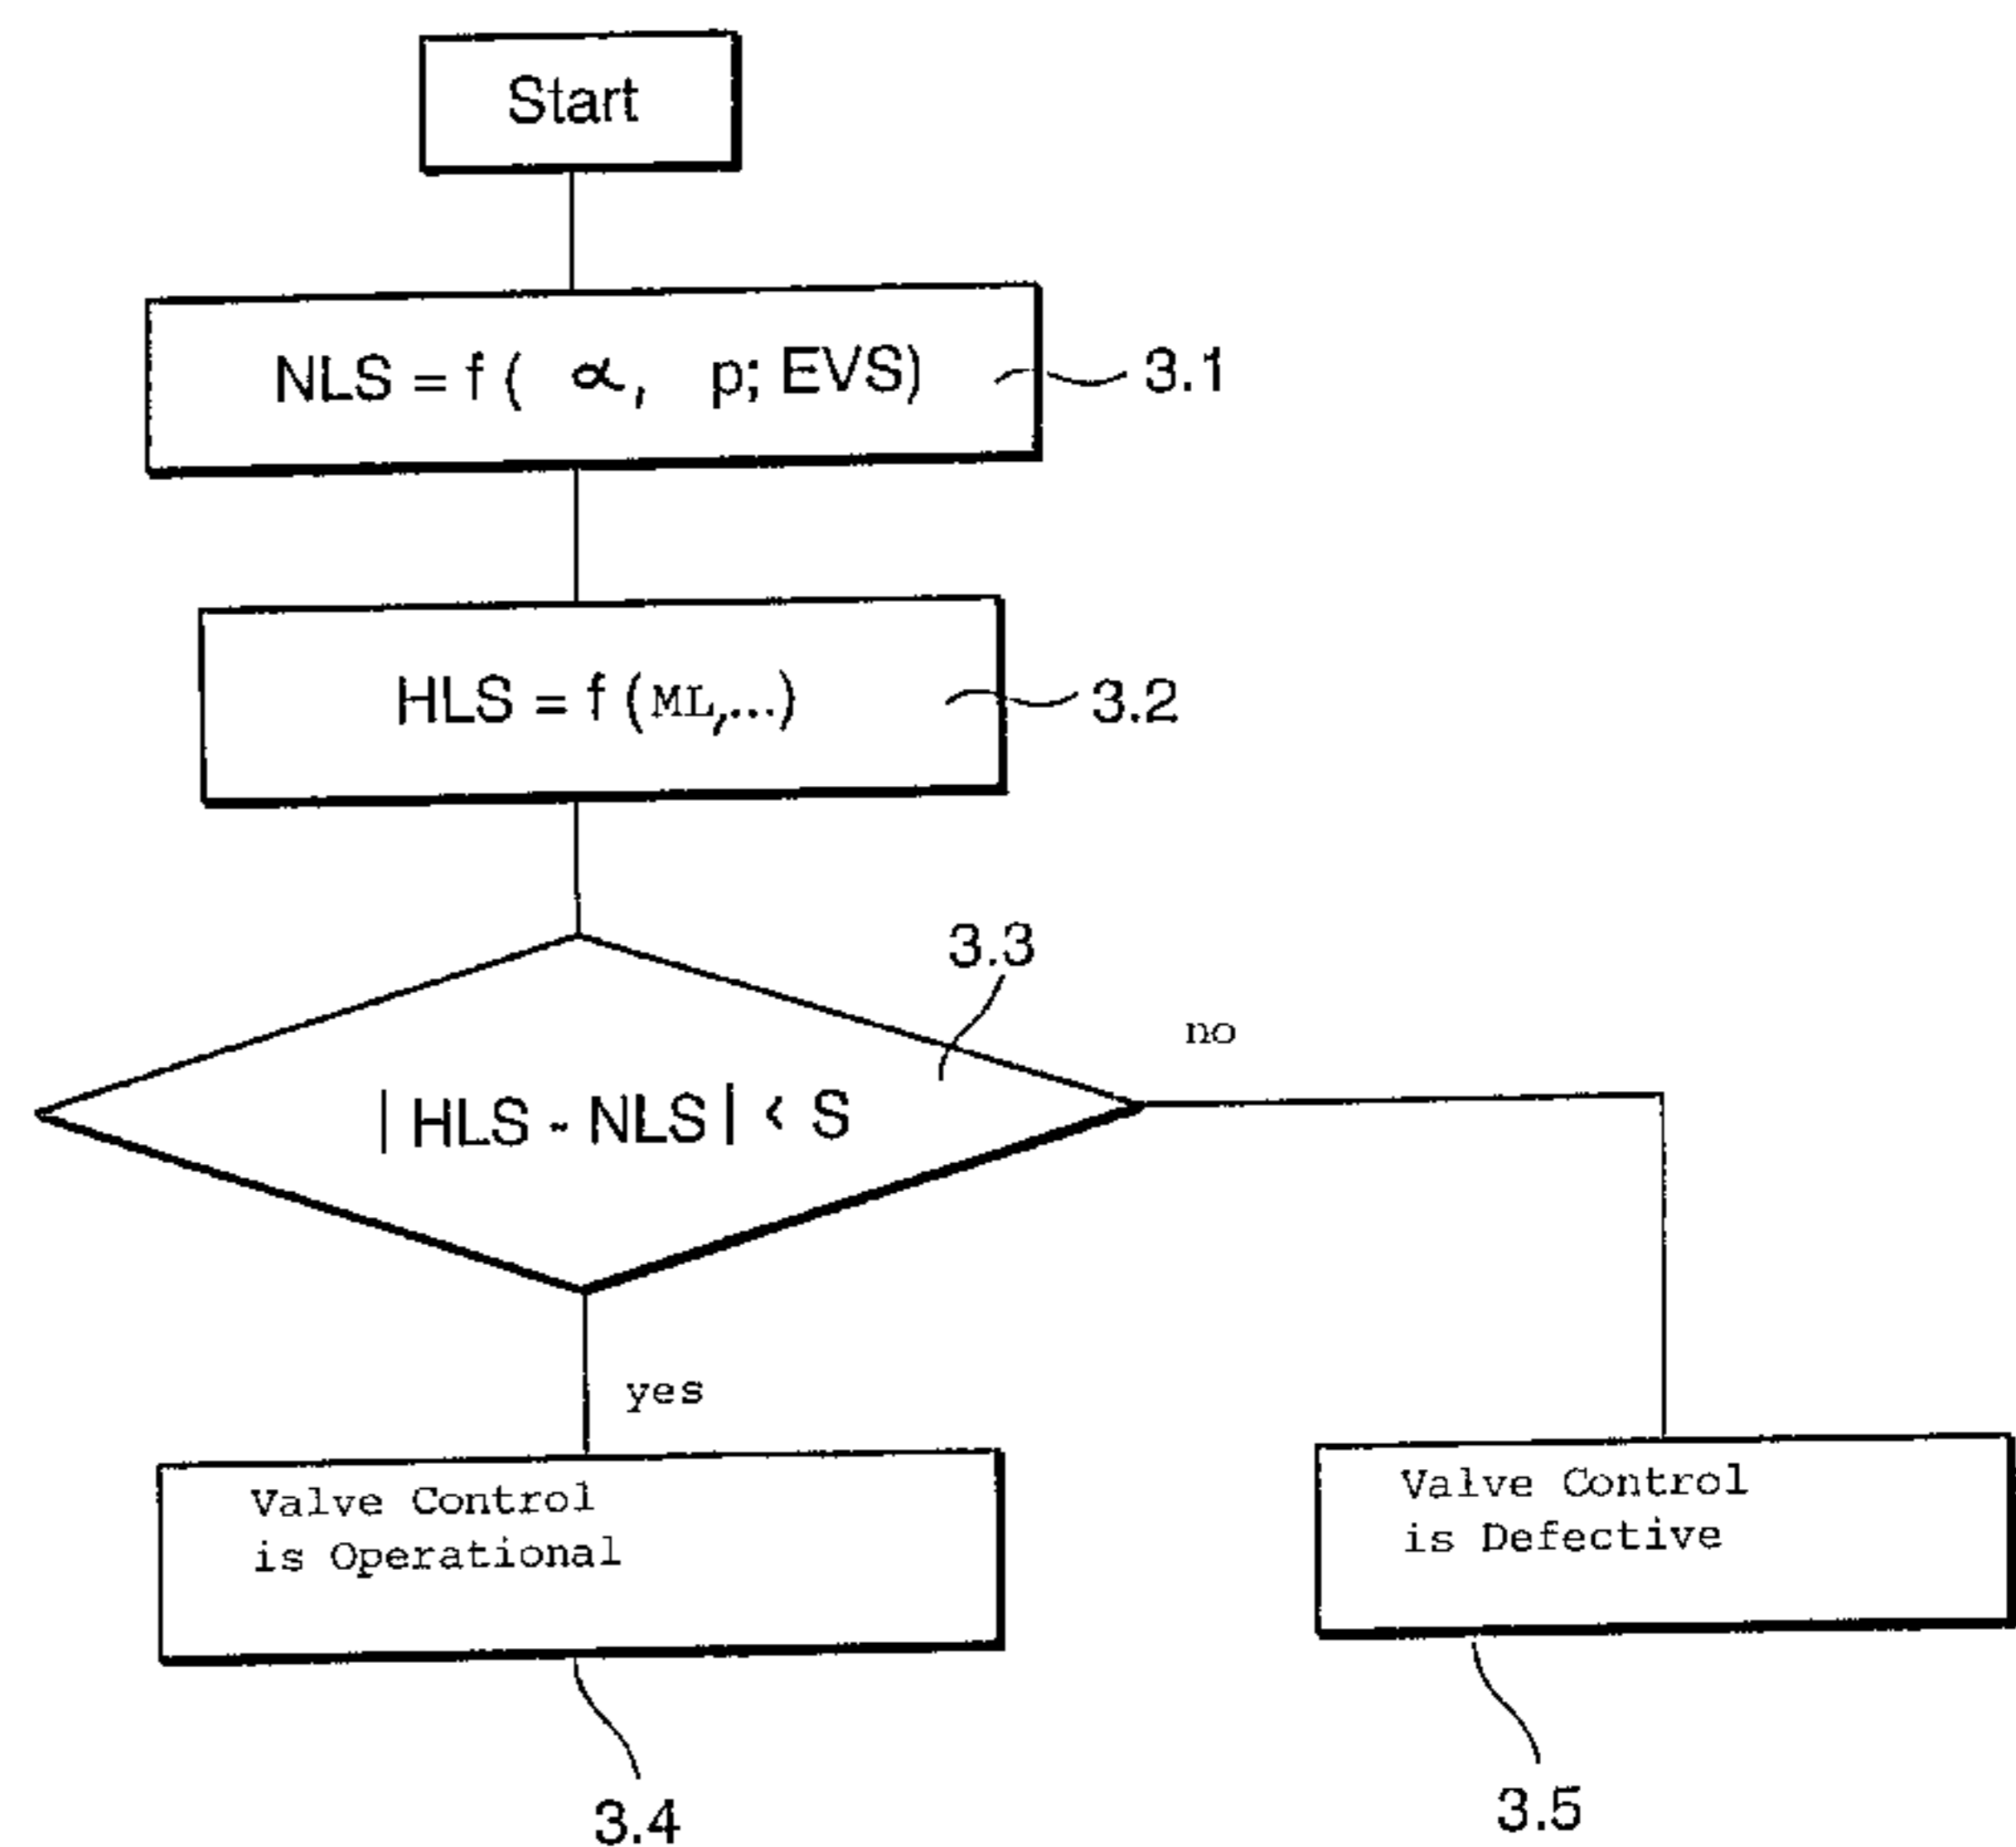 Start
NLS = f ( α, p; EVS)
3.1
HLS = f (ML,...)
3.2
3.3
no
| HLS - NLS | < S
yes
Valve Control
is Operational
Valve Control
is Defective
3.4
3.5